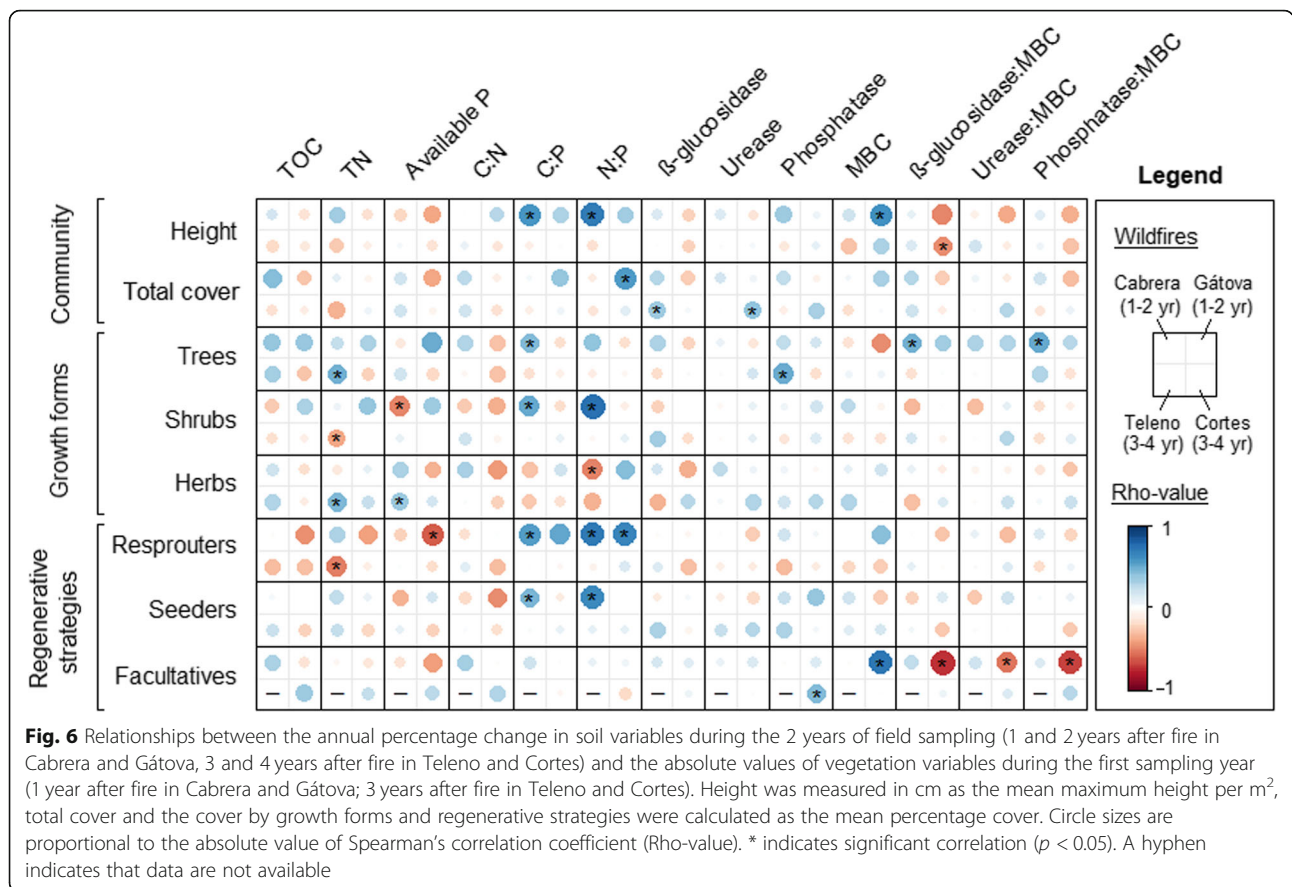 TOC TN Available P C:N C:P N:P ß-glucosidase Urease Phosphatase MBC ß-glucosidase:MBC Urease:MBC Phosphatase:MBC
Community
Height
Total cover
Growth forms
Trees
Shrubs
Herbs
Regenerative
strategies
Resprouters
Seeders
Facultatives
Legend
Wildfires
Cabrera Gátova
(1-2 yr) (1-2 yr)
Teleno Cortes
(3-4 yr) (3-4 yr)
Rho-value
1
0
−1
Fig. 6 Relationships between the annual percentage change in soil variables during the 2 years of field sampling (1 and 2 years after fire in
Cabrera and Gátova, 3 and 4 years after fire in Teleno and Cortes) and the absolute values of vegetation variables during the first sampling year
(1 year after fire in Cabrera and Gátova; 3 years after fire in Teleno and Cortes). Height was measured in cm as the mean maximum height per m²,
total cover and the cover by growth forms and regenerative strategies were calculated as the mean percentage cover. Circle sizes are
proportional to the absolute value of Spearman's correlation coefficient (Rho-value). * indicates significant correlation (p < 0.05). A hyphen
indicates that data are not available